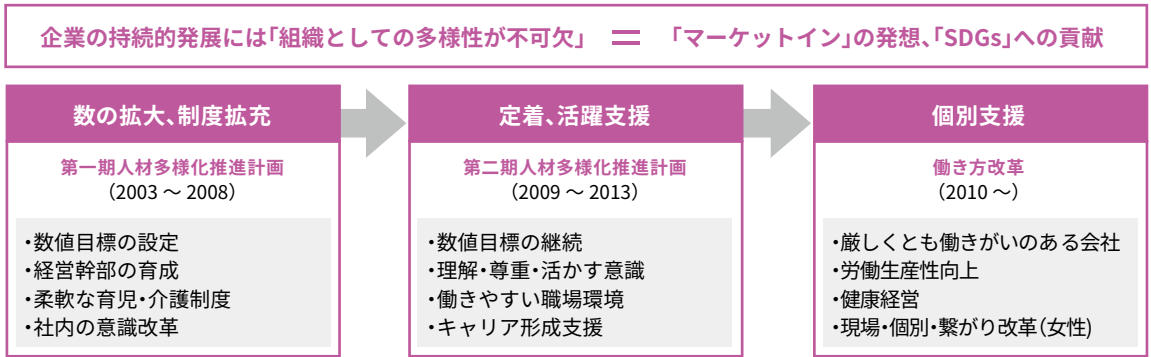 企業の持続的発展には「組織としての多様性が不可欠」 = 「マーケットイン」の発想、「SDGs」への貢献
数の拡大、制度拡充
第一期人材多様化推進計画
（2003 ～ 2008）
・数値目標の設定
・経営幹部の育成
・柔軟な育児・介護制度
・社内の意識改革
定着、活躍支援
第二期人材多様化推進計画
（2009 ～ 2013）
・数値目標の継続
・理解・尊重・活かす意識
・働きやすい職場環境
・キャリア形成支援
個別支援
働き方改革
（2010 ～）
・厳しくとも働きがいのある会社
・労働生産性向上
・健康経営
・現場・個別・繋がり改革（女性)